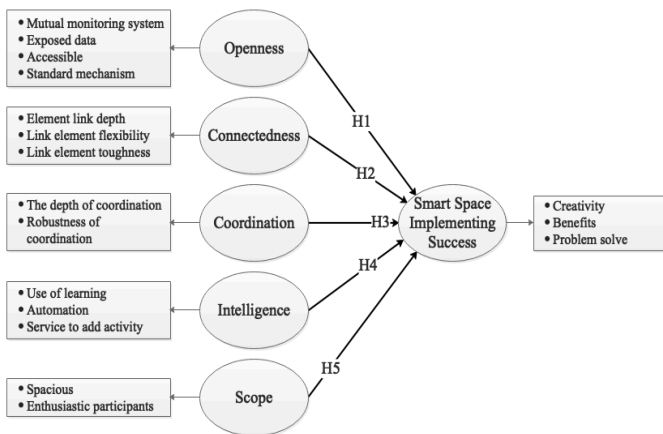 • Mutual monitoring system
• Exposed data
• Accessible
• Standard mechanism
Openness
H1
• Element link depth
• Link element flexibility
• Link element toughness
Connectedness
H2
• The depth of coordination
• Robustness of
coordination
Coordination
H3
Smart Space
Implementing
Success
• Creativity
• Benefits
• Problem solve
H4
• Use of learning
• Automation
• Service to add activity
Intelligence
H5
• Spacious
• Enthusiastic participants
Scope